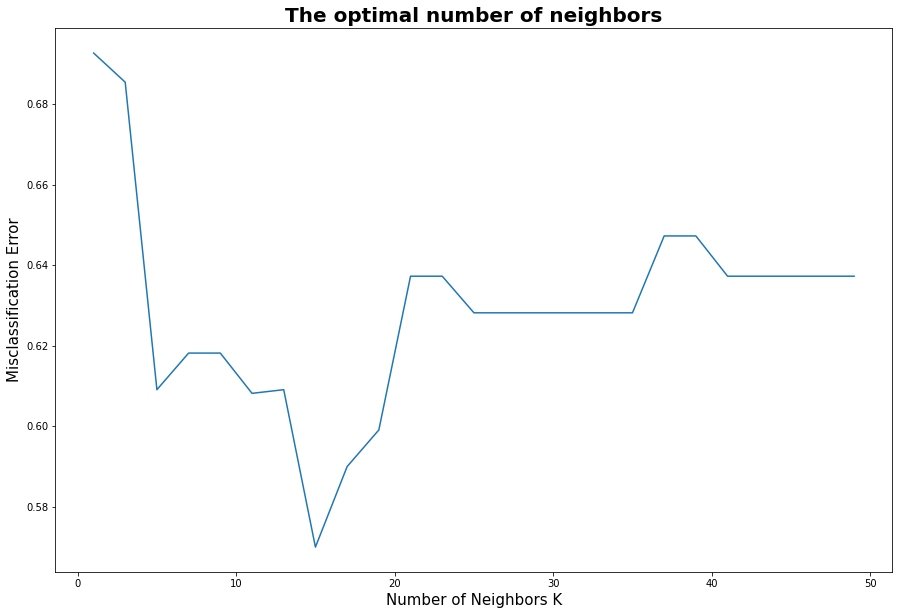 The optimal number of neighbors
Misclassification Error
0.68
0.66
0.64
0.62
0.60
0.58
0 10 20 30 40 50
Number of Neighbors K